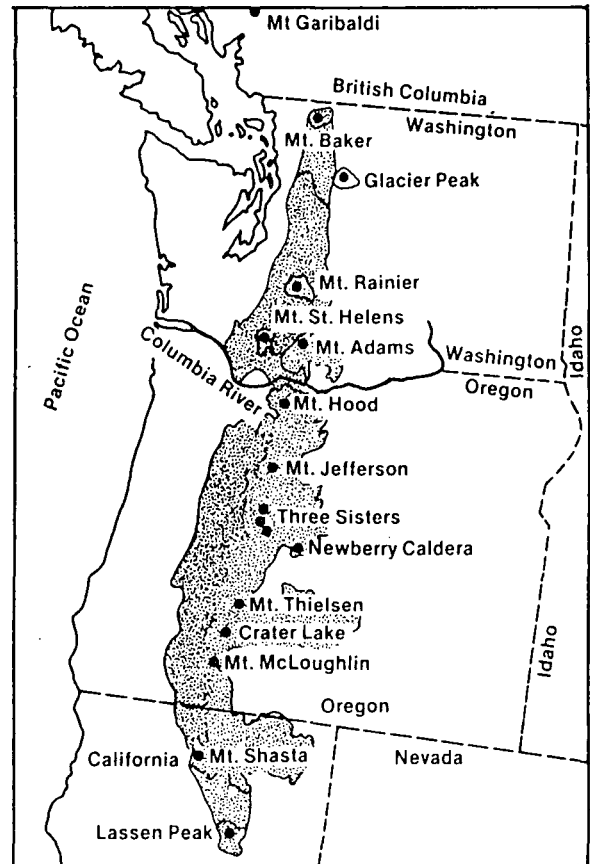 Mt Garibaldi
British Columbia
Washington
Mt. Baker
Glacier Peak
Mt. Rainier
Mt. St. Helens
Mt. Adams
Pacific Ocean
Columbia River
Washington
Oregon
Idaho
Mt. Hood
Mt. Jefferson
Three Sisters
Newberry Caldera
Mt. Thielsen
Crater Lake
Mt. McLoughlin
Idaho
Oregon
California
Mt. Shasta
Nevada
Lassen Peak